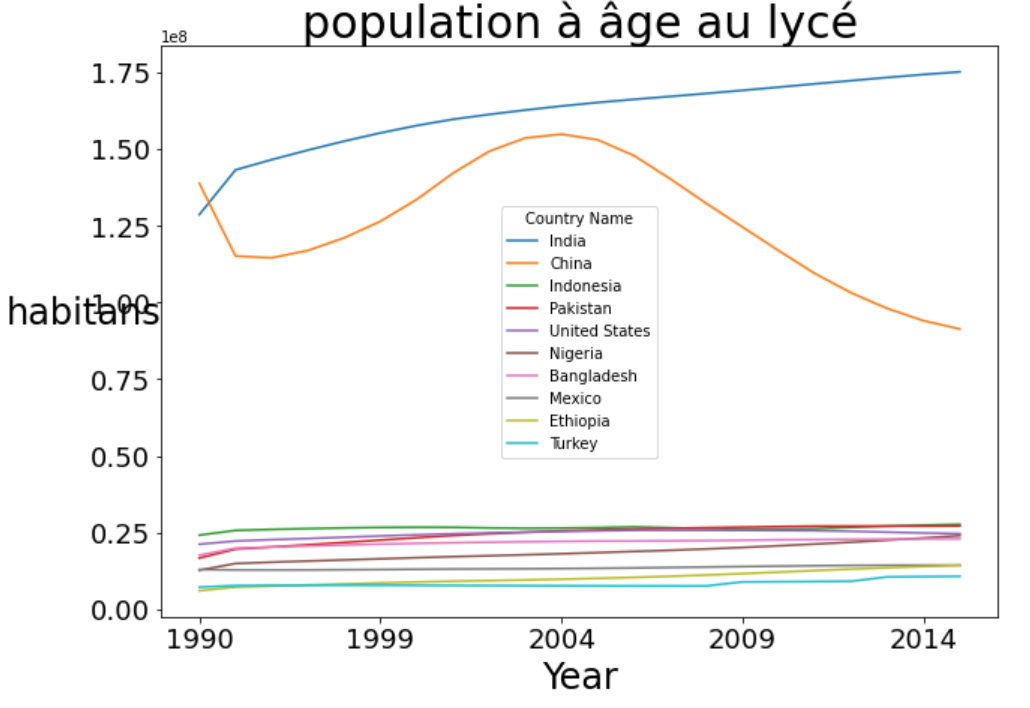 population à âge au lycé
1e8
1.75
1.50
1.25
1.00
habitans
0.75
0.50
0.25
0.00
Country Name
India
China
Indonesia
Pakistan
United States
Nigeria
Bangladesh
Mexico
Ethiopia
Turkey
1990 1999 2004 2009 2014
Year